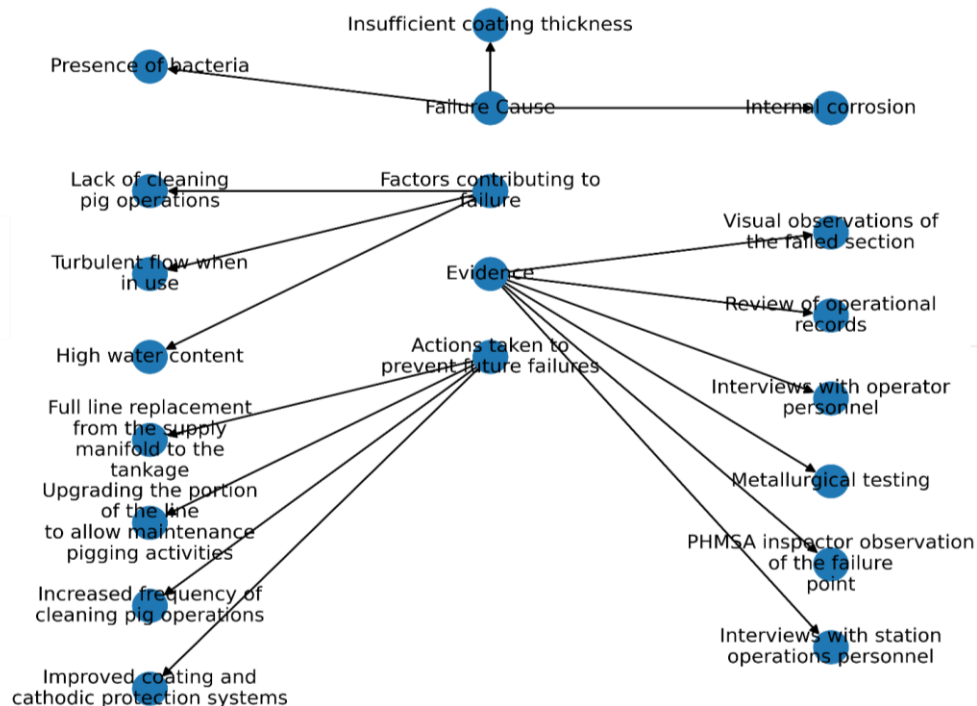 Insufficient coating thickness
Presence of bacteria
Failure Cause
Internal corrosion
Lack of cleaning
pig operations
Factors contributing to
failure
Visual observations of
the failed section
Turbulent flow when
in use
Evidence
Review of operational
records
High water content
Actions taken to
prevent future failures
Interviews with operator
personnel
Full line replacement
from the supply
manifold to the
tankage
Metallurgical testing
Upgrading the portion
of the line
to allow maintenance
pigging activities
PHMSA inspector observation
of the failure
point
Increased frequency of
cleaning pig operations
Interviews with station
operations personnel
Improved coating and
cathodic protection systems